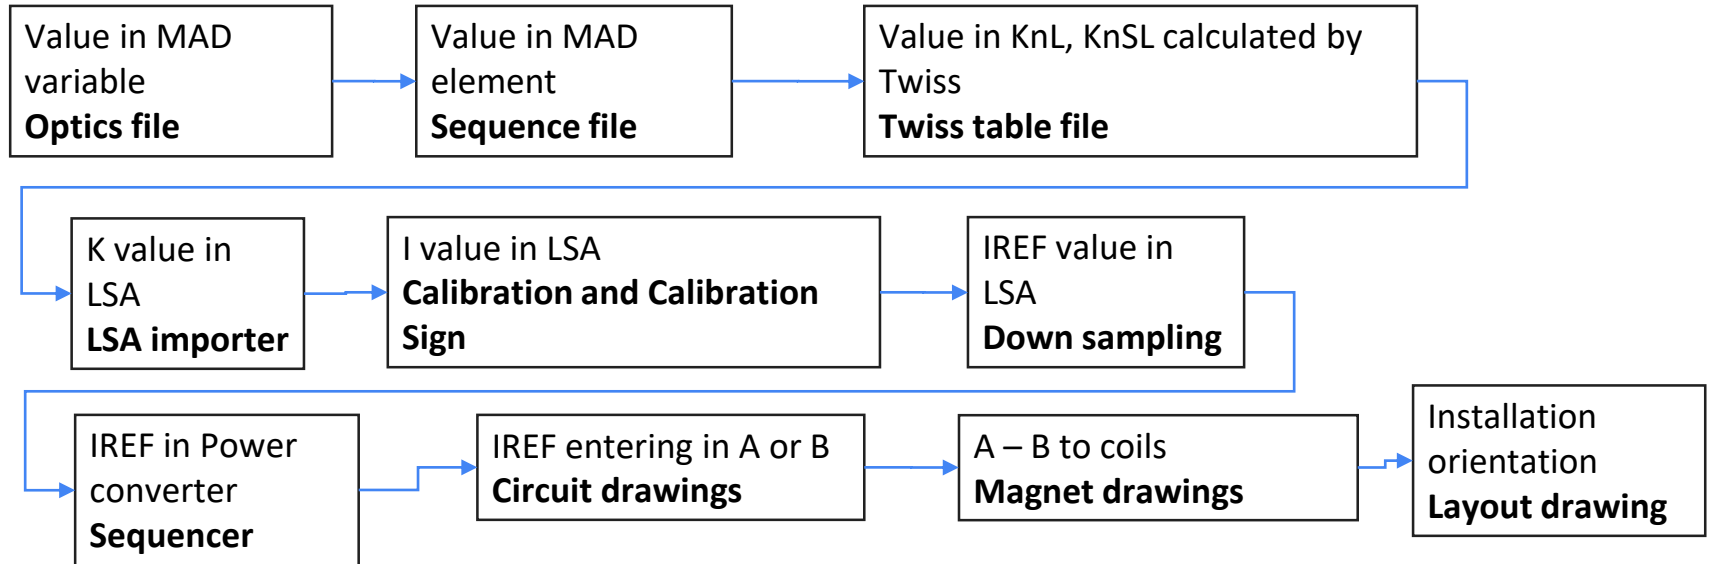 Value in MAD
variable
Optics file
Value in MAD
element
Sequence file
Value in KnL, KnSL calculated by
Twiss
Twiss table file
K value in
LSA
LSA importer
I value in LSA
Calibration and Calibration
Sign
IREF value in
LSA
Down sampling
IREF in Power
converter
Sequencer
IREF entering in A or B
Circuit drawings
A – B to coils
Magnet drawings
Installation
orientation
Layout drawing